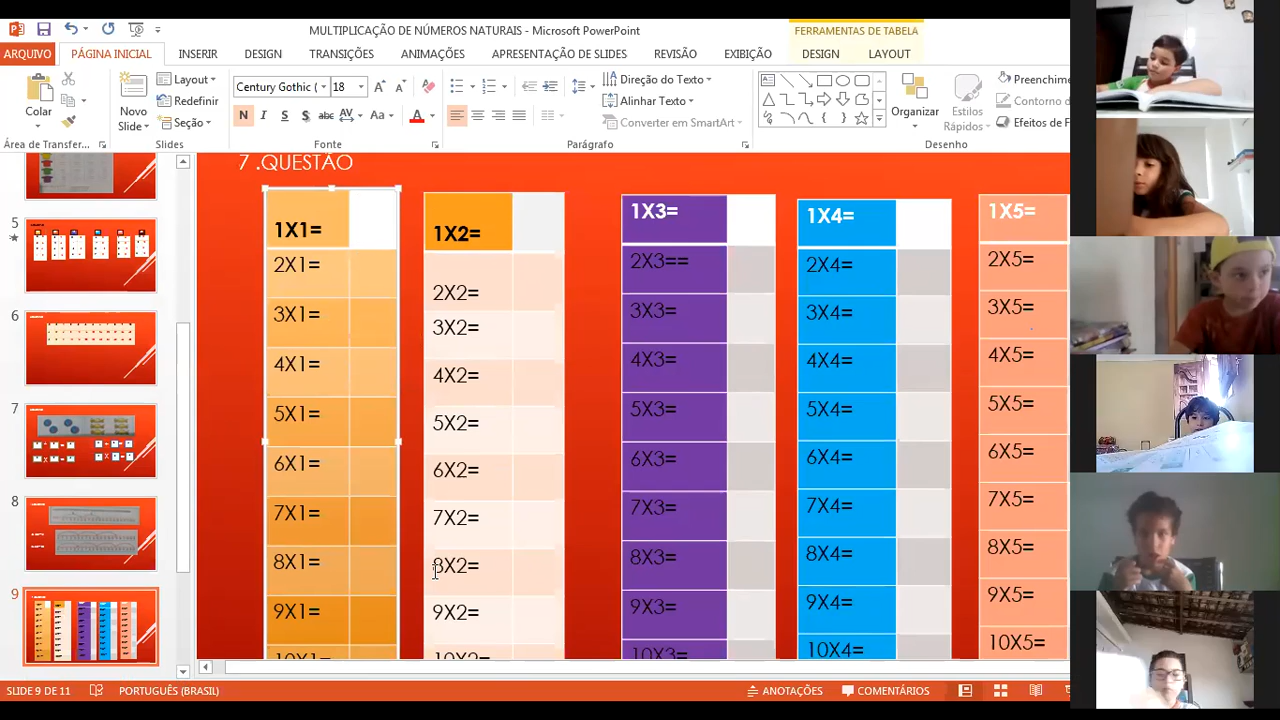 MULTIPLICAÇÃO DE NÚMEROS NATURAIS - Microsoft PowerPoint
FERRAMENTAS DE TABELA
ARQUIVO PÁGINA INICIAL INSERIR DESIGN TRANSIÇÕES ANIMAÇÕES APRESENTAÇÃO DE SLIDES REVISÃO EXIBIÇÃO DESIGN LAYOUT
Colar
Novo Slide
Layout
Redefinir
Seção
Century Gothic ( 18
N I S S abc AV Aa A
Direção do Texto
Alinhar Texto
Converter em SmartArt
Organizar
Estilos Rápidos
Preenchime
Contorno d
Efeitos de F
Área de Transfer... Slides Fonte Parágrafo Desenho
5
6
7
8
9
7 .QUESTÃO
1X1=
2X1=
3X1=
4X1=
5X1=
6X1=
7X1=
8X1=
9X1=
10X1=
1X2=
2X2=
3X2=
4X2=
5X2=
6X2=
7X2=
8X2=
9X2=
10X2=
1X3=
2X3==
3X3=
4X3=
5X3=
6X3=
7X3=
8X3=
9X3=
10X3=
1X4=
2X4=
3X4=
4X4=
5X4=
6X4=
7X4=
8X4=
9X4=
10X4=
1X5=
2X5=
3X5=
4X5=
5X5=
6X5=
7X5=
8X5=
9X5=
10X5=
SLIDE 9 DE 11 PORTUGUÊS (BRASIL) ANOTAÇÕES COMENTÁRIOS